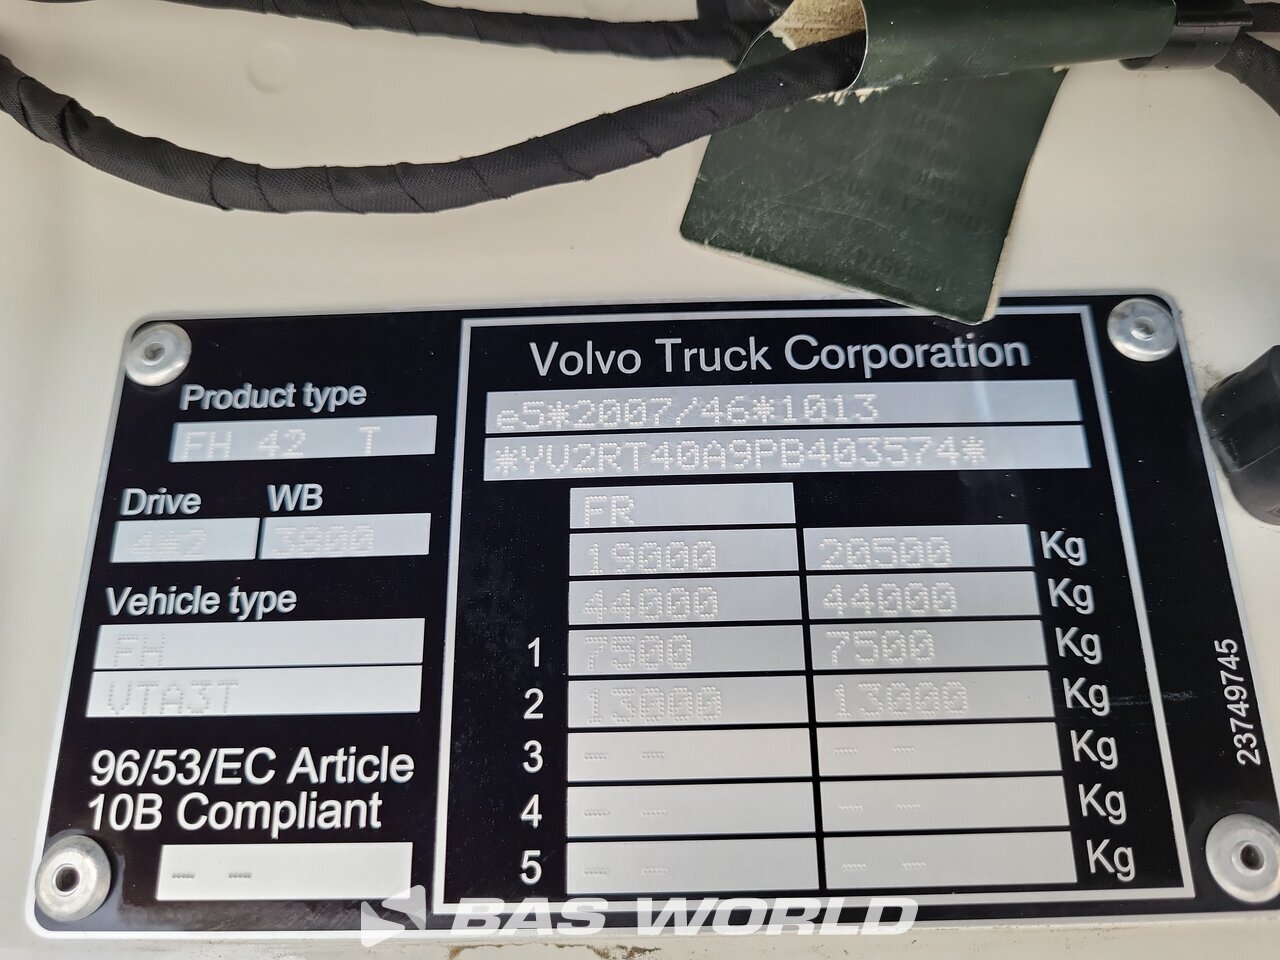 Product type
FH 42 T
Drive WB
4*2 3800
Vehicle type
FH
VTA3T
96/53/EC Article
10B Compliant
-- --
Volvo Truck Corporation
e5*2007/46*1013
*YV2RT40A9PB403574*
FR
19000 20500 Kg
44000 44000 Kg
1 7500 7500 Kg
2 13000 13000 Kg
3 -- -- -- -- Kg
4 -- -- -- -- Kg
5 -- -- -- -- Kg
23749745
BAS WORLD